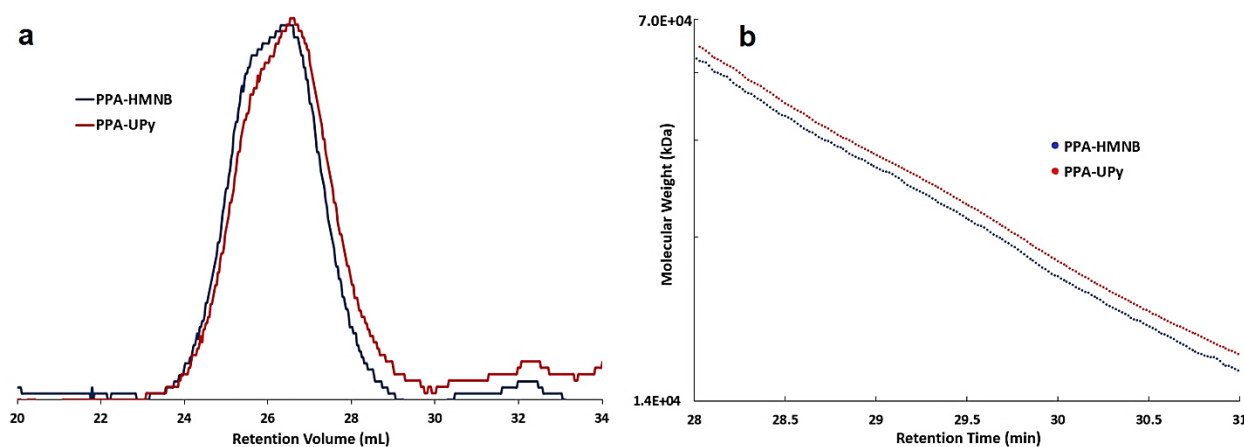 a
PPA-HMNB
PPA-UPy
20 22 24 26 28 30 32 34
Retention Volume (mL)
b
7.0E+04
Molecular Weight (kDa)
PPA-HMNB
PPA-UPy
1.4E+04
28 28.5 29 29.5 30 30.5 31
Retention Time (min)